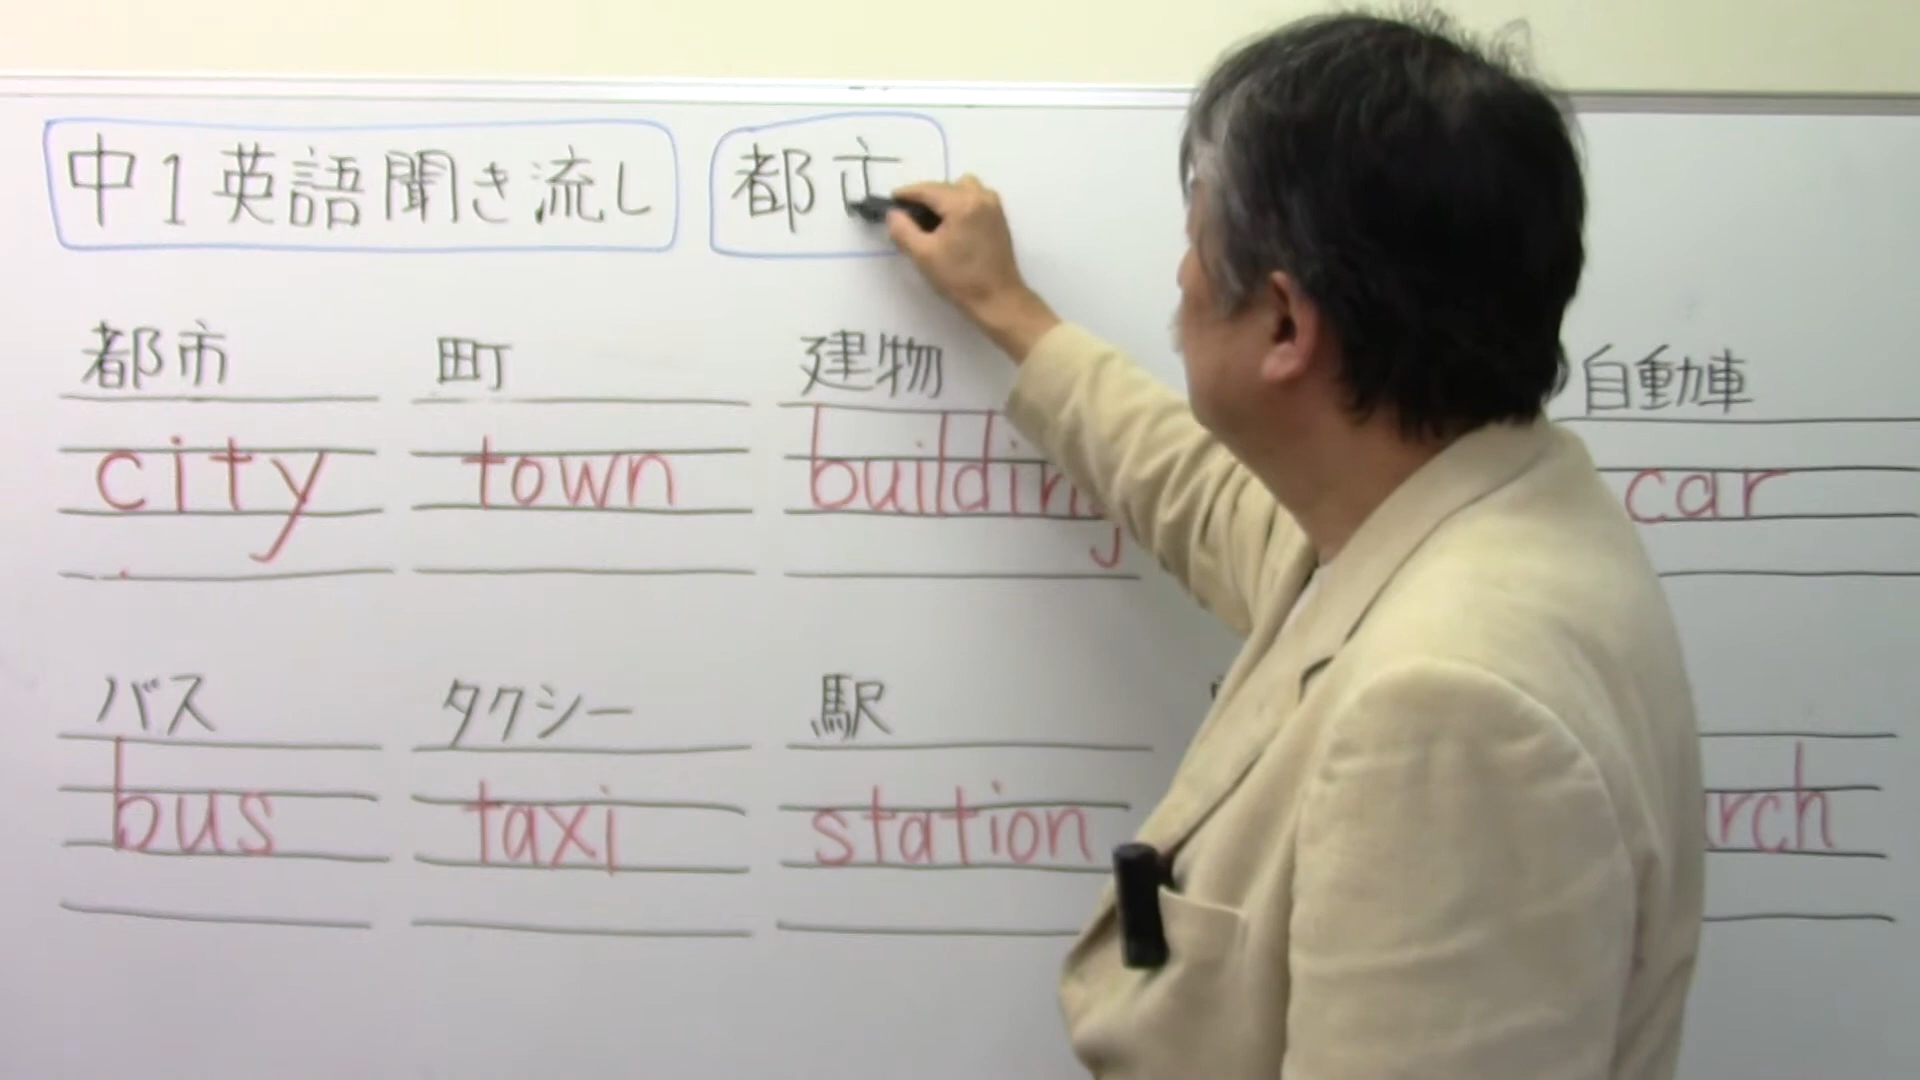 中1英語聞き流し 都市
都市 町 建物 自動車
city town building car
バス タクシー 駅
bus taxi station